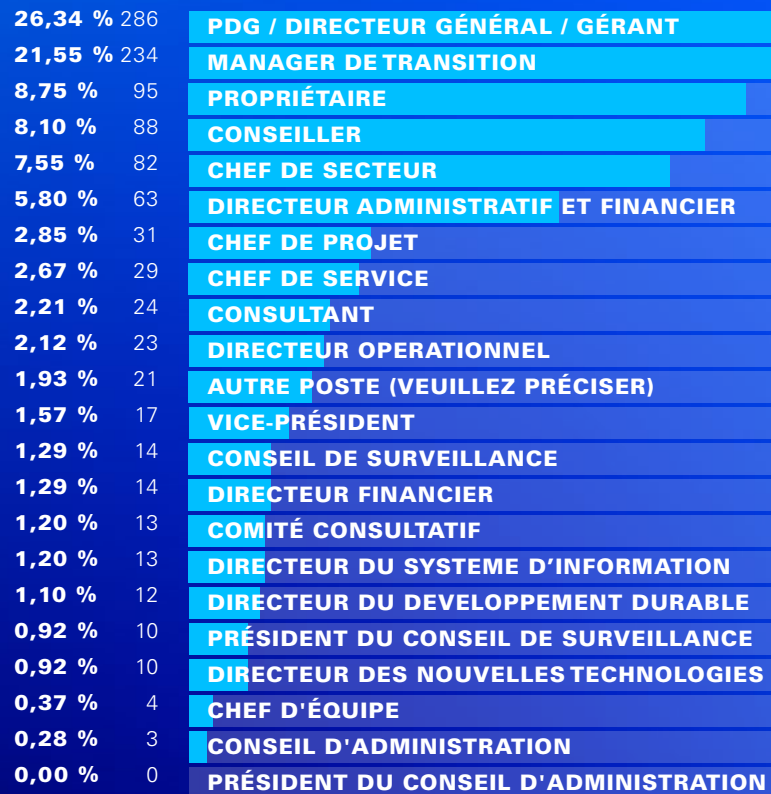 26,34 % 286 PDG / DIRECTEUR GÉNÉRAL / GÉRANT
21,55 % 234 MANAGER DE TRANSITION
8,75 % 95 PROPRIÉTAIRE
8,10 % 88 CONSEILLER
7,55 % 82 CHEF DE SECTEUR
5,80 % 63 DIRECTEUR ADMINISTRATIF ET FINANCIER
2,85 % 31 CHEF DE PROJET
2,67 % 29 CHEF DE SERVICE
2,21 % 24 CONSULTANT
2,12 % 23 DIRECTEUR OPERATIONNEL
1,93 % 21 AUTRE POSTE (VEUILLEZ PRÉCISER)
1,57 % 17 VICE-PRÉSIDENT
1,29 % 14 CONSEIL DE SURVEILLANCE
1,29 % 14 DIRECTEUR FINANCIER
1,20 % 13 COMITÉ CONSULTATIF
1,20 % 13 DIRECTEUR DU SYSTEME D’INFORMATION
1,10 % 12 DIRECTEUR DU DEVELOPPEMENT DURABLE
0,92 % 10 PRÉSIDENT DU CONSEIL DE SURVEILLANCE
0,92 % 10 DIRECTEUR DES NOUVELLES TECHNOLOGIES
0,37 % 4 CHEF D'ÉQUIPE
0,28 % 3 CONSEIL D'ADMINISTRATION
0,00 % 0 PRÉSIDENT DU CONSEIL D'ADMINISTRATION